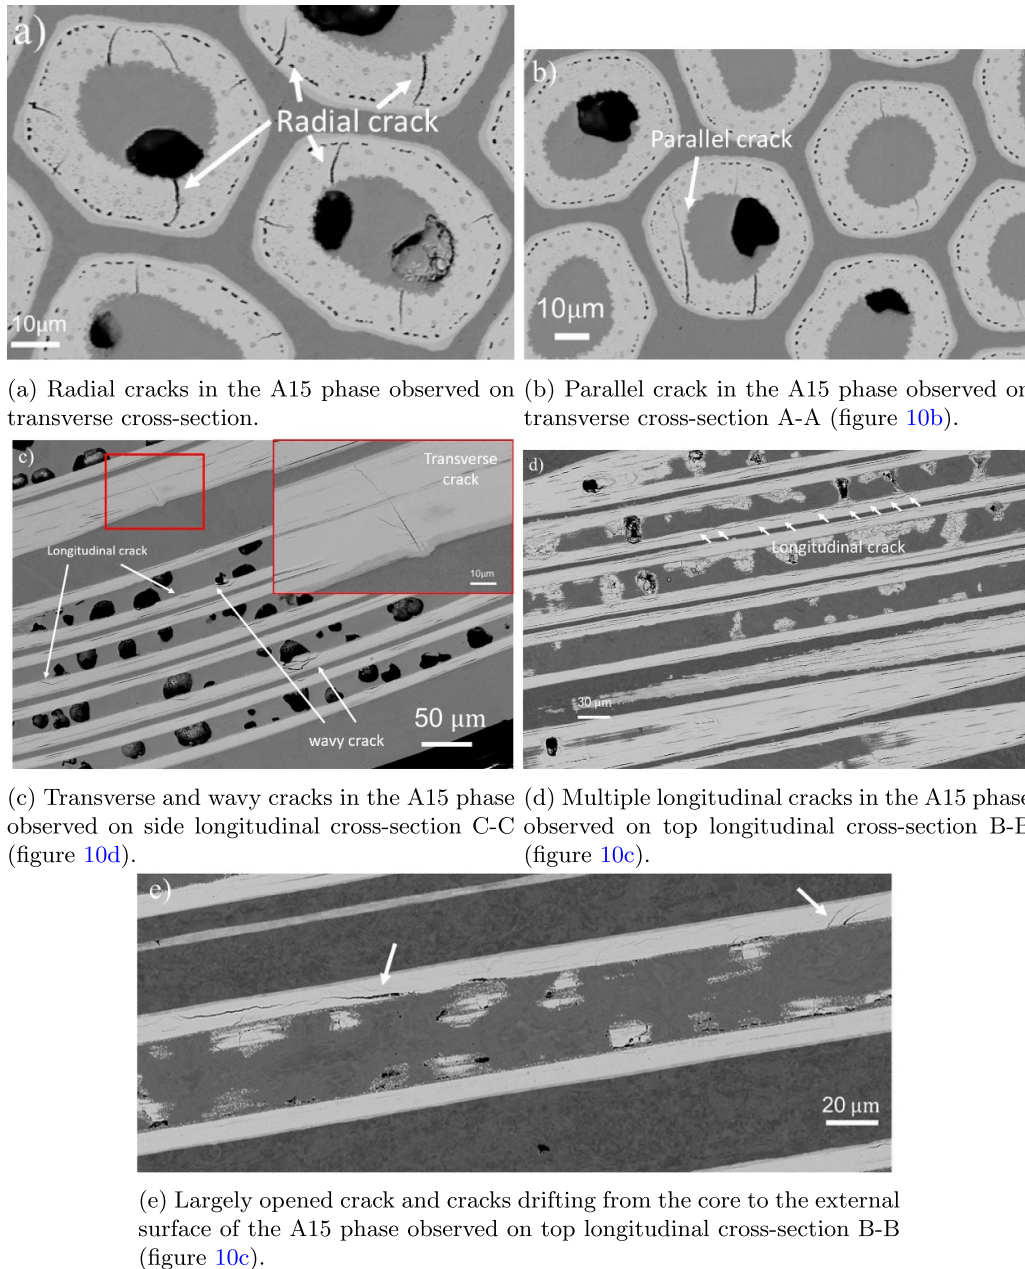 a)
Radial crack
10μm
b)
Parallel crack
10μm
(a) Radial cracks in the A15 phase observed on
transverse cross-section.
(b) Parallel crack in the A15 phase observed on
transverse cross-section A-A (figure 10b).
c)
Transverse
crack
10μm
Longitudinal crack
50 μm
wavy crack
d)
Longitudinal crack
30 μm
(c) Transverse and wavy cracks in the A15 phase
observed on side longitudinal cross-section C-C
(figure 10d).
(d) Multiple longitudinal cracks in the A15 phase
observed on top longitudinal cross-section B-B
(figure 10c).
e)
20 μm
(e) Largely opened crack and cracks drifting from the core to the external
surface of the A15 phase observed on top longitudinal cross-section B-B
(figure 10c).